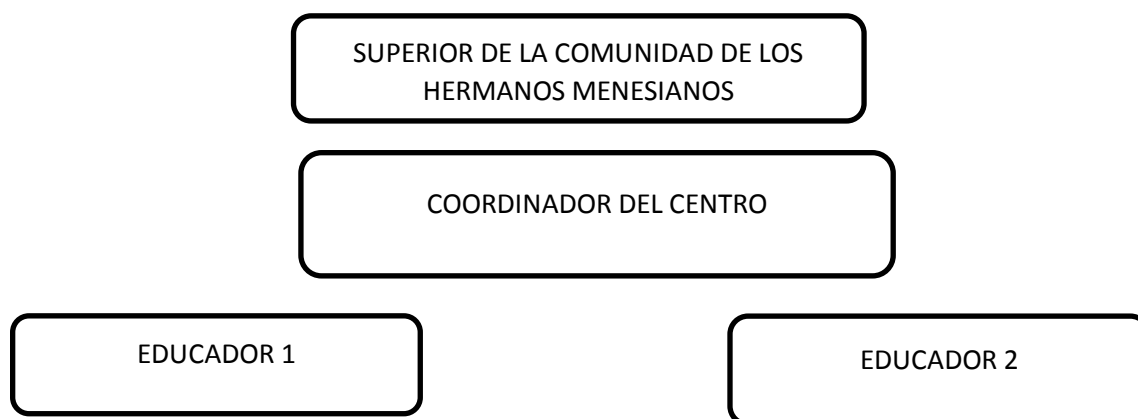 SUPERIOR DE LA COMUNIDAD DE LOS
HERMANOS MENESIANOS
COORDINADOR DEL CENTRO
EDUCADOR 1
EDUCADOR 2